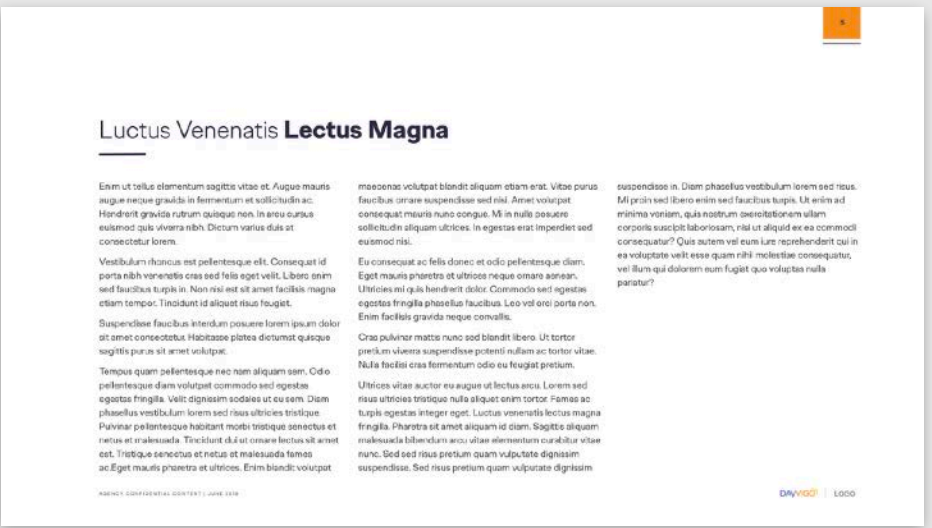 5
Luctus Venenatis Lectus Magna
Enim ut tellus elementum sagittis vitae et. Augue mauris
augue neque gravida in fermentum et sollicitudin ac.
Hendrerit gravida rutrum quisque non. In arcu cursus
euismod quis viverra nibh. Dictum varius duis at
consectetur lorem.
Vestibulum rhoncus est pellentesque elit. Consequat id
porta nibh venenatis cras sed felis eget velit. Libero enim
sed faucibus turpis in. Non nisi est sit amet facilisis magna
etiam tempor. Tincidunt id aliquet risus feugiat.
Suspendisse faucibus interdum posuere lorem ipsum dolor
sit amet consectetur. Habitasse platea dictumst quisque
sagittis purus sit amet volutpat.
Tempus quam pellentesque nec nam aliquam sem. Odio
pellentesque diam volutpat commodo sed egestas
egestas fringilla. Velit dignissim sodales ut eu sem. Diam
phasellus vestibulum lorem sed risus ultricies tristique.
Pulvinar pellentesque habitant morbi tristique senectus et
netus et malesuada. Tincidunt dui ut ornare lectus sit amet
est. Tristique senectus et netus et malesuada fames
ac.Eget mauris pharetra et ultrices. Enim blandit volutpat
maecenas volutpat blandit aliquam etiam erat. Vitae purus
faucibus ornare suspendisse sed nisi. Amet volutpat
consequat mauris nunc congue. Mi in nulla posuere
sollicitudin aliquam ultrices. In egestas erat imperdiet sed
euismod nisi.
Eu consequat ac felis donec et odio pellentesque diam.
Eget mauris pharetra et ultrices neque ornare aenean.
Ultricies mi quis hendrerit dolor. Commodo sed egestas
egestas fringilla phasellus faucibus. Leo vel orci porta non.
Enim facilisis gravida neque convallis.
Cras pulvinar mattis nunc sed blandit libero. Ut tortor
pretium viverra suspendisse potenti nullam ac tortor vitae.
Nulla facilisi cras fermentum odio eu feugiat pretium.
Ultrices vitae auctor eu augue ut lectus arcu. Lorem sed
risus ultricies tristique nulla aliquet enim tortor. Fames ac
turpis egestas integer eget. Luctus venenatis lectus magna
fringilla. Pharetra sit amet aliquam id diam. Sagittis aliquam
malesuada bibendum arcu vitae elementum curabitur vitae
nunc. Sed sed risus pretium quam vulputate dignissim
suspendisse. Sed risus pretium quam vulputate dignissim
suspendisse in. Diam phasellus vestibulum lorem sed risus.
Mi proin sed libero enim sed faucibus turpis. Ut enim ad
minima veniam, quis nostrum exercitationem ullam
corporis suscipit laboriosam, nisi ut aliquid ex ea commodi
consequatur? Quis autem vel eum iure reprehenderit qui in
ea voluptate velit esse quam nihil molestiae consequatur,
vel illum qui dolorem eum fugiat quo voluptas nulla
pariatur?
AGENCY CONFIDENTIAL CONTENT | JUNE 2019
DAYVIGO | LOGO